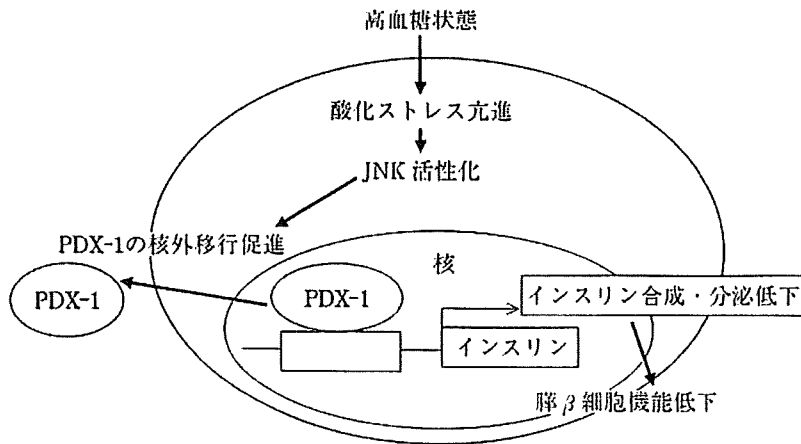 高血糖状態
酸化ストレス亢進
JNK 活性化
PDX-1の核外移行促進
核
PDX-1
PDX-1
インスリン合成・分泌低下
インスリン
膵β細胞機能低下